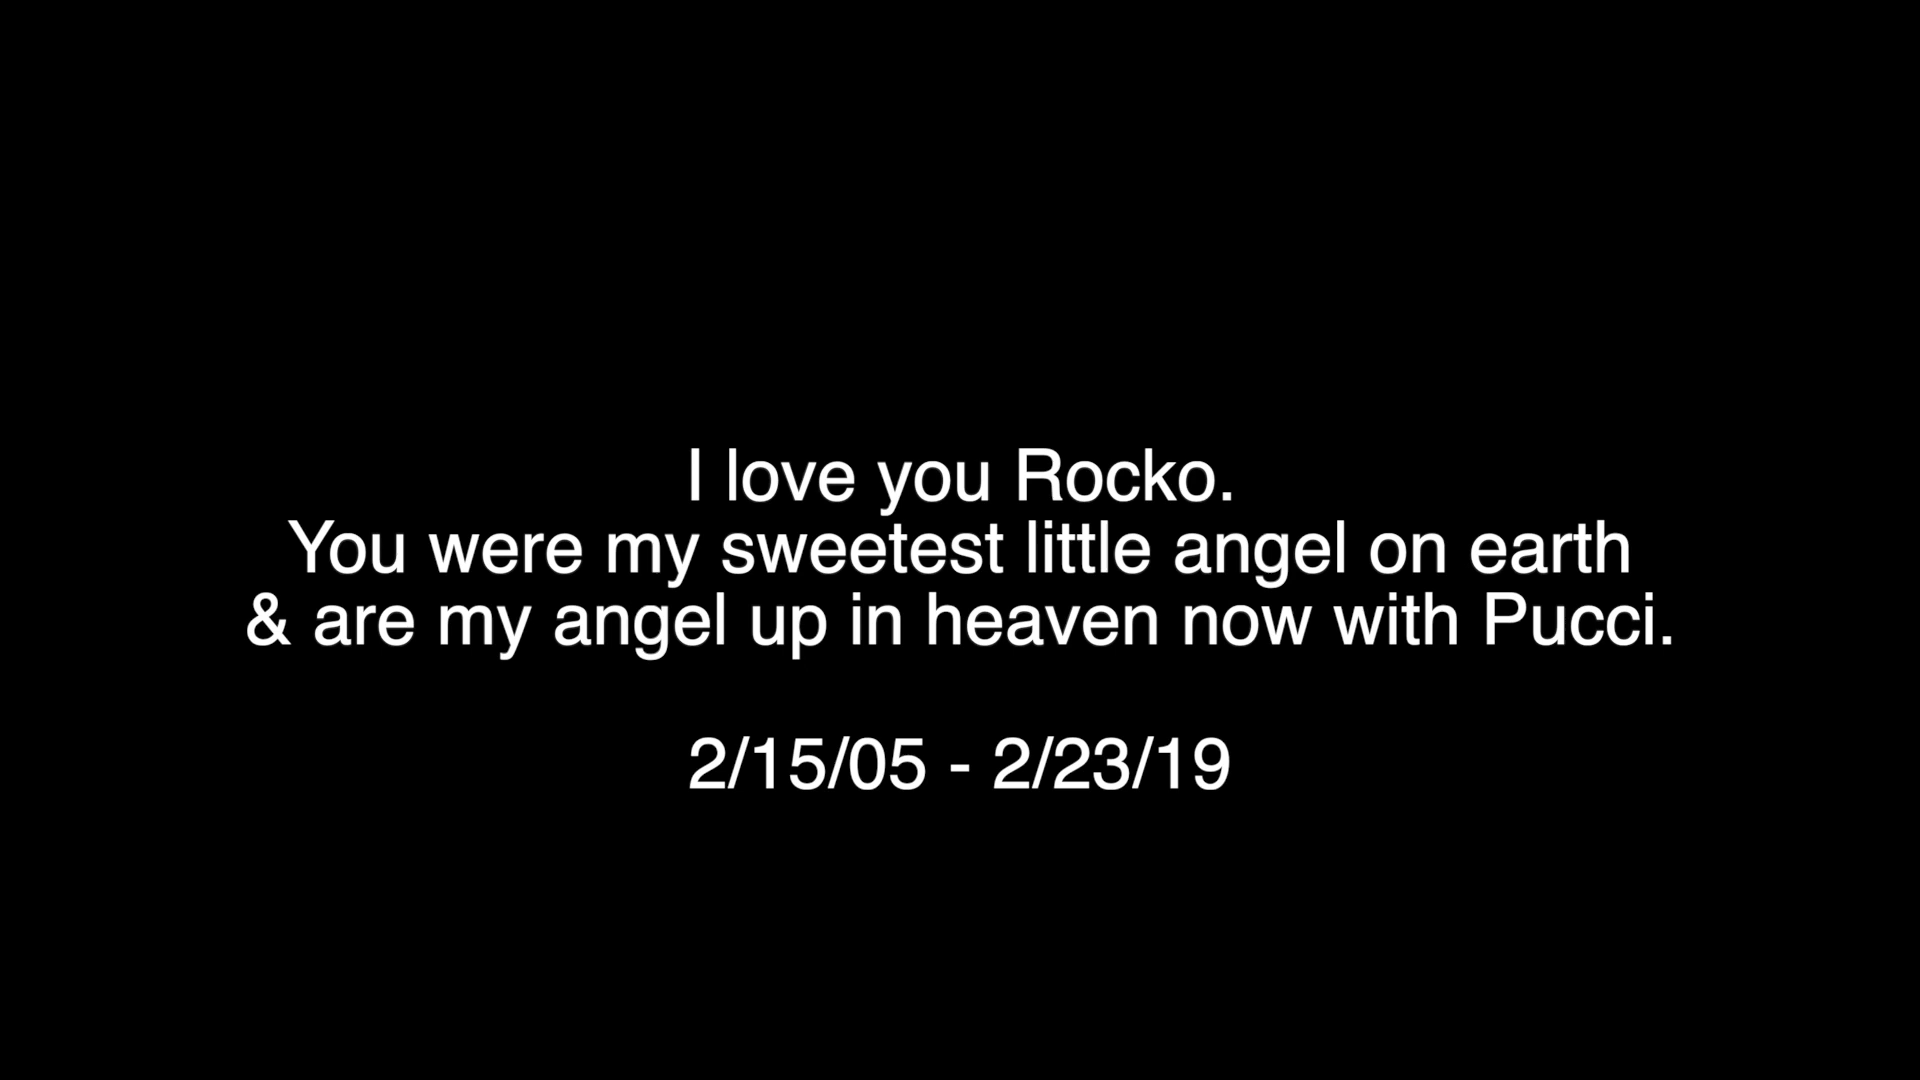 I love you Rocko.
You were my sweetest little angel on earth
& are my angel up in heaven now with Pucci.
2/15/05 - 2/23/19